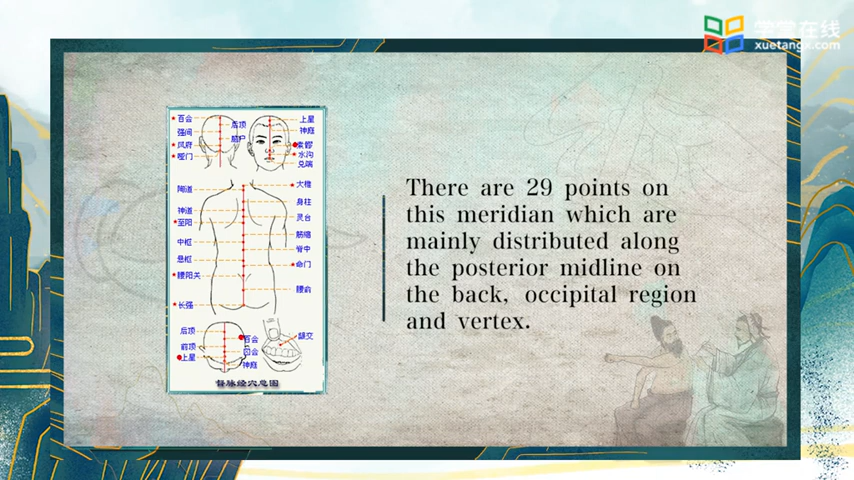 学堂在线
xuetangx.com
百会
强间
风府
哑门
后顶
脑户
上星
神庭
素髎
水沟
兑端
陶道
神道
至阳
中枢
悬枢
腰阳关
长强
大椎
身柱
灵台
筋缩
脊中
命门
腰俞
后顶
前顶
上星
百会
囟会
神庭
龈交
督脉经穴总图
There are 29 points on
this meridian which are
mainly distributed along
the posterior midline on
the back, occipital region
and vertex.